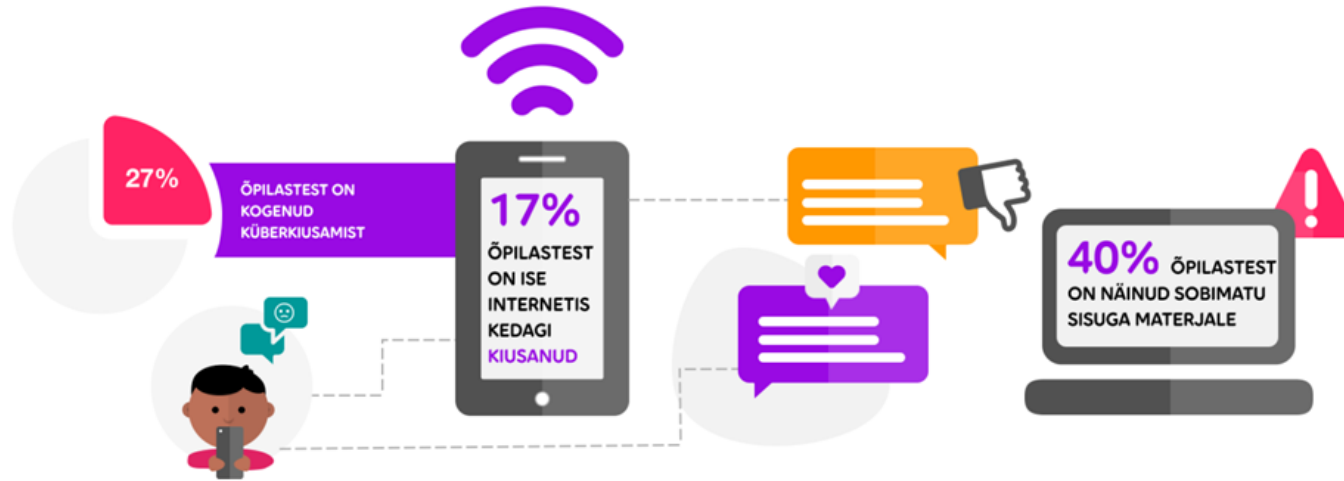 27%
ÕPILASTEST ON
KOGENUD
KÜBERKIUSAMIST
17%
ÕPILASTEST
ON ISE
INTERNETIS
KEDAGI
KIUSANUD
40% ÕPILASTEST
ON NÄINUD SOBIMATU
SISUGA MATERJALE